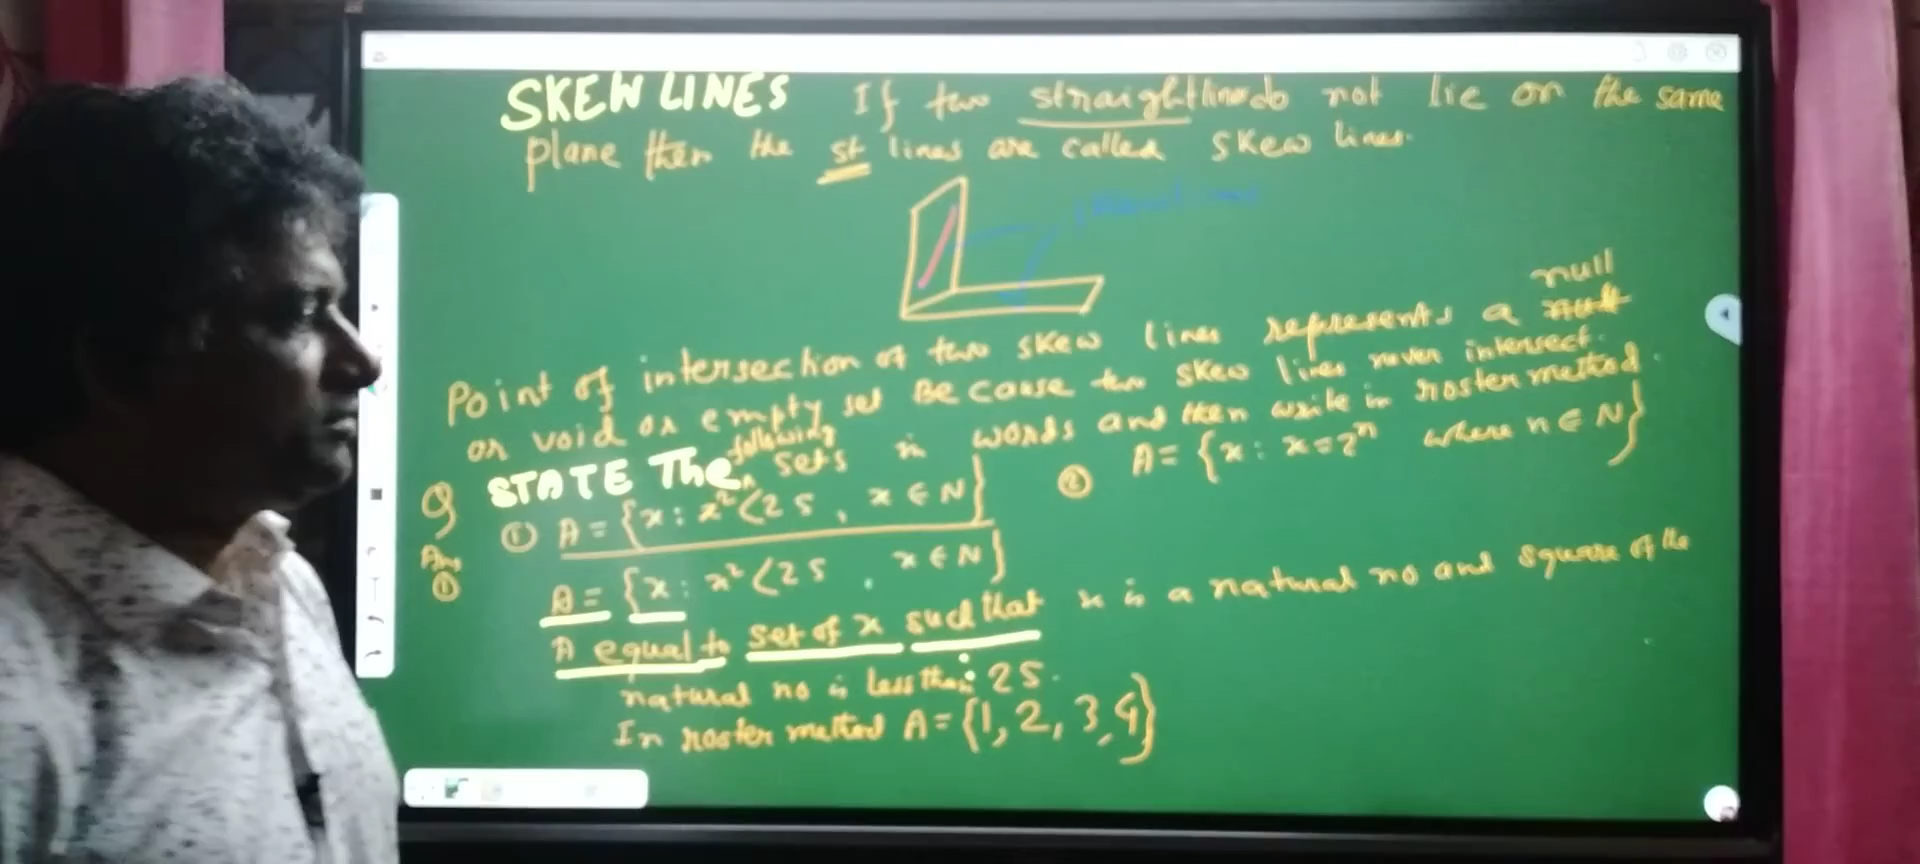 SKEW LINES If two straight lines do not lie on the same
plane then the st lines are called skew lines.
Point of intersection of two skew lines represents a null
or void or empty set Because two skew lines never intersect.
Q STATE The following sets in words and then write in roster method.
① A = {x : x²<25 , x ∈ N} ② A = {x : x = 2ⁿ where n ∈ N}
Ans
① A = {x : x²<25 , x ∈ N}
A equal to set of x such that x is a natural no and square of the
natural no is less than 25.
In roster method A = {1, 2, 3, 4}